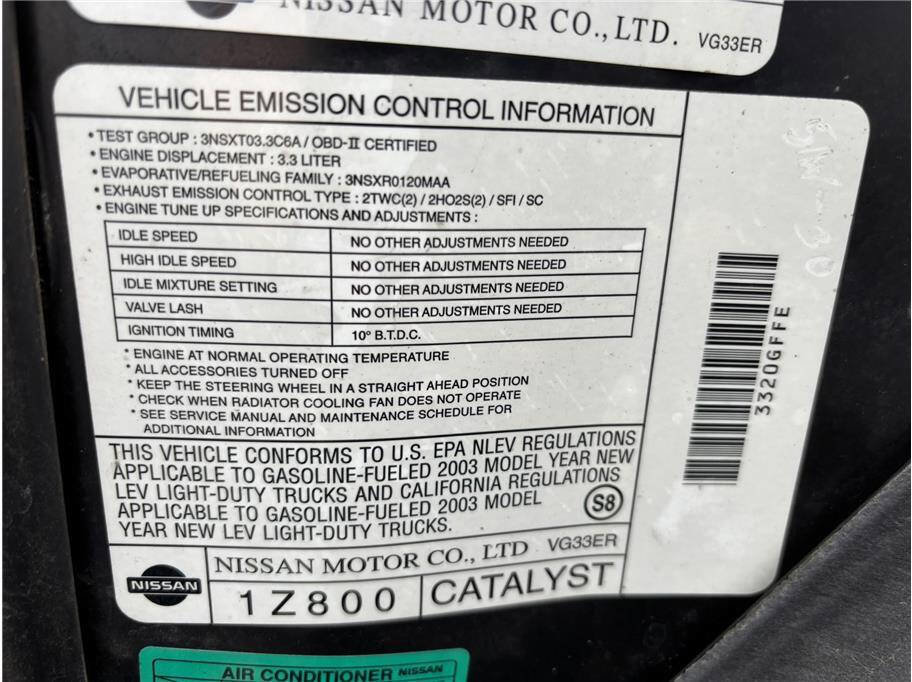 NISSAN MOTOR CO., LTD. VG33ER
VEHICLE EMISSION CONTROL INFORMATION
• TEST GROUP : 3NSXT03.3C6A / OBD-II CERTIFIED
• ENGINE DISPLACEMENT : 3.3 LITER
• EVAPORATIVE/REFUELING FAMILY : 3NSXR0120MAA
• EXHAUST EMISSION CONTROL TYPE : 2TWC(2) / 2HO2S(2) / SFI / SC
• ENGINE TUNE UP SPECIFICATIONS AND ADJUSTMENTS :
IDLE SPEED NO OTHER ADJUSTMENTS NEEDED
HIGH IDLE SPEED NO OTHER ADJUSTMENTS NEEDED
IDLE MIXTURE SETTING NO OTHER ADJUSTMENTS NEEDED
VALVE LASH NO OTHER ADJUSTMENTS NEEDED
IGNITION TIMING 10° B.T.D.C.
* ENGINE AT NORMAL OPERATING TEMPERATURE
* ALL ACCESSORIES TURNED OFF
* KEEP THE STEERING WHEEL IN A STRAIGHT AHEAD POSITION
* CHECK WHEN RADIATOR COOLING FAN DOES NOT OPERATE
* SEE SERVICE MANUAL AND MAINTENANCE SCHEDULE FOR
ADDITIONAL INFORMATION
THIS VEHICLE CONFORMS TO U.S. EPA NLEV REGULATIONS
APPLICABLE TO GASOLINE-FUELED 2003 MODEL YEAR NEW
LEV LIGHT-DUTY TRUCKS AND CALIFORNIA REGULATIONS
APPLICABLE TO GASOLINE-FUELED 2003 MODEL
YEAR NEW LEV LIGHT-DUTY TRUCKS.
S8
NISSAN
NISSAN MOTOR CO., LTD VG33ER
1Z800 CATALYST
3320GFFE
5W-30
AIR CONDITIONER NISSAN